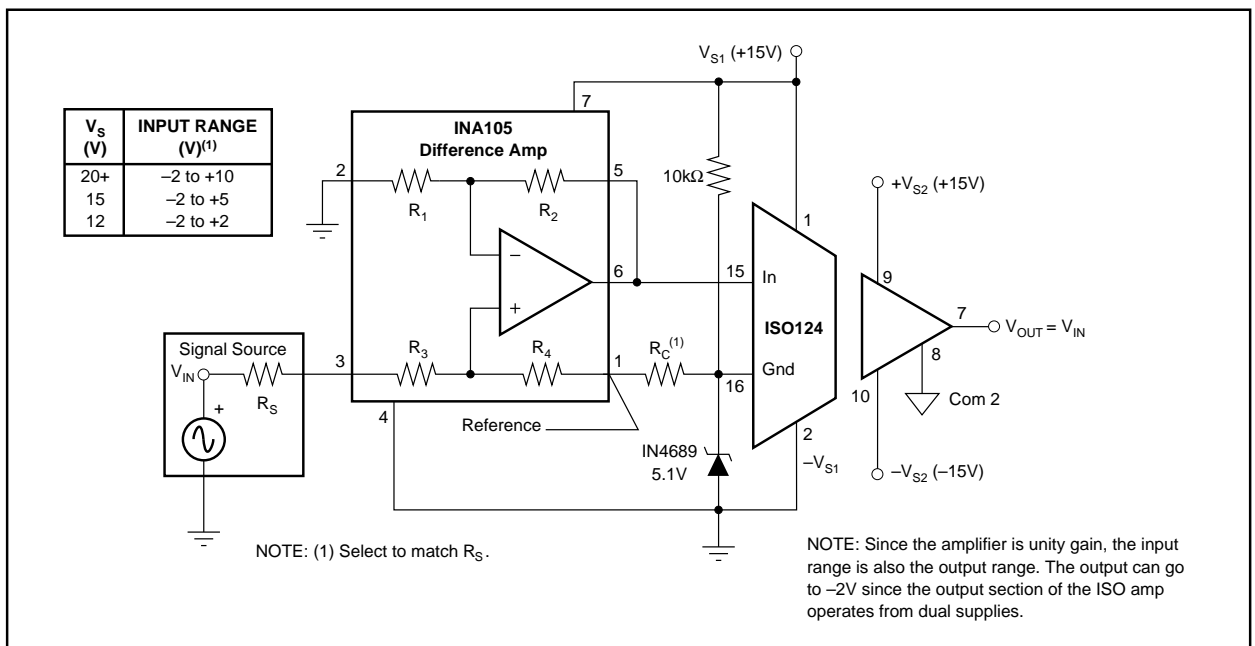 V_S1 (+15V)
V_S (V) INPUT RANGE (V)(1)
20+ –2 to +10
15 –2 to +5
12 –2 to +2
7
INA105
Difference Amp
2
5
R_1
R_2
10kΩ
+V_S2 (+15V)
1
9
–
+
6
15
In
ISO124
7
V_OUT = V_IN
8
Signal Source
V_IN
R_S
+
3
R_3
R_4
1
R_C(1)
16
Gnd
10
Com 2
4
Reference
IN4689
5.1V
2
–V_S1
–V_S2 (–15V)
NOTE: (1) Select to match R_S.
NOTE: Since the amplifier is unity gain, the input
range is also the output range. The output can go
to –2V since the output section of the ISO amp
operates from dual supplies.